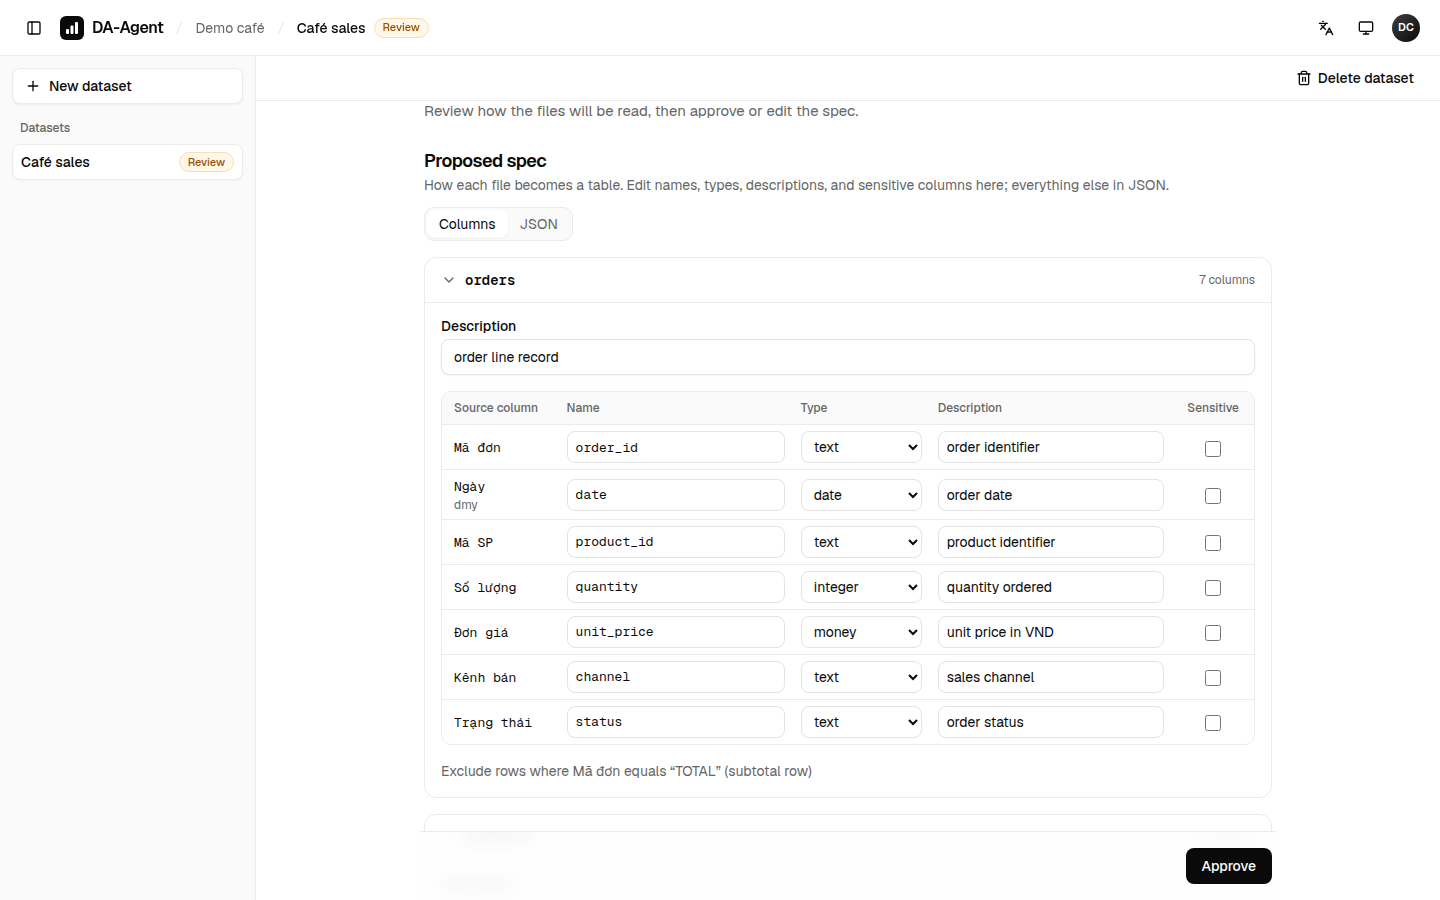 DA-Agent / Demo café / Café sales Review
DC
New dataset
Delete dataset
Datasets
Café sales Review
Review how the files will be read, then approve or edit the spec.
Proposed spec
How each file becomes a table. Edit names, types, descriptions, and sensitive columns here; everything else in JSON.
Columns JSON
orders 7 columns
Description
order line record
Source column Name Type Description Sensitive
Mã đơn order_id text order identifier
Ngày date date order date
dmy
Mã SP product_id text product identifier
Số lượng quantity integer quantity ordered
Đơn giá unit_price money unit price in VND
Kênh bán channel text sales channel
Trạng thái status text order status
Exclude rows where Mã đơn equals “TOTAL” (subtotal row)
Approve